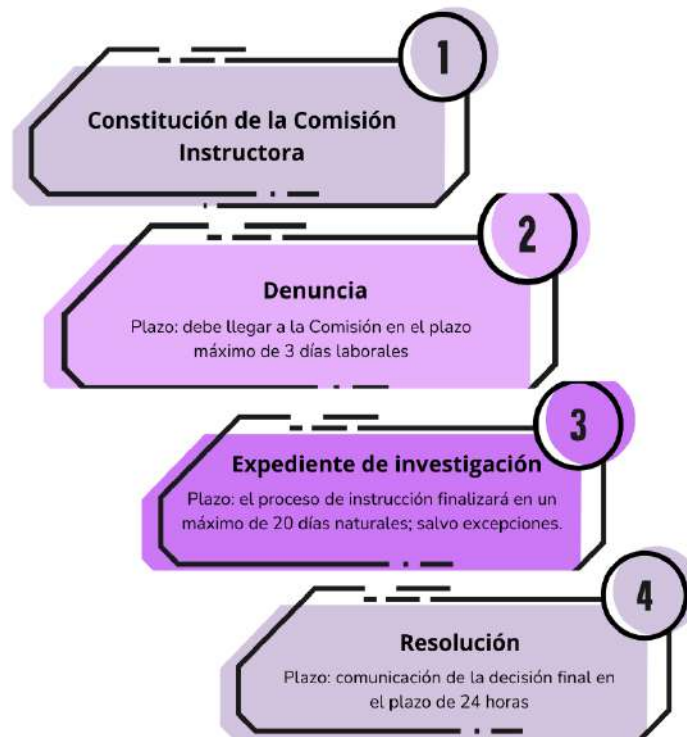 1
Constitución de la Comisión
Instructora
2
Denuncia
Plazo: debe llegar a la Comisión en el plazo
máximo de 3 días laborales
3
Expediente de investigación
Plazo: el proceso de instrucción finalizará en un
máximo de 20 días naturales; salvo excepciones.
4
Resolución
Plazo: comunicación de la decisión final en
el plazo de 24 horas